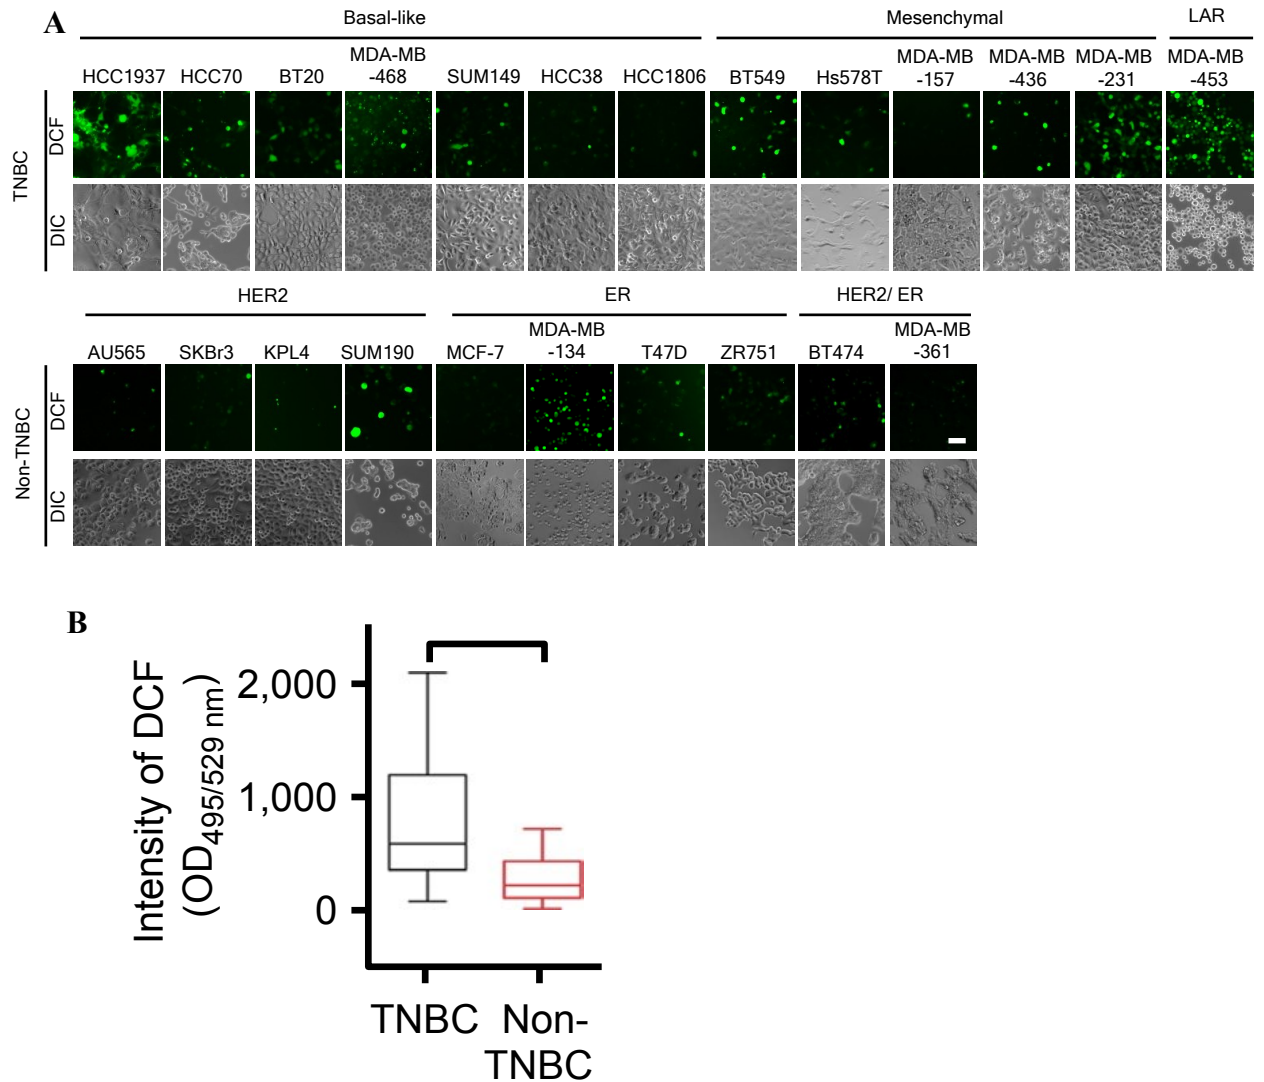 A
Basal-like Mesenchymal LAR
HCC1937 HCC70 BT20 MDA-MB
-468 SUM149 HCC38 HCC1806 BT549 Hs578T MDA-MB
-157 MDA-MB
-436 MDA-MB
-231 MDA-MB
-453
TNBC
DCF
DIC
HER2 ER HER2/ ER
AU565 SKBr3 KPL4 SUM190 MCF-7 MDA-MB
-134 T47D ZR751 BT474 MDA-MB
-361
Non-TNBC
DCF
DIC
B
Intensity of DCF
(OD495/529 nm)
2,000
1,000
0
TNBC Non-
TNBC